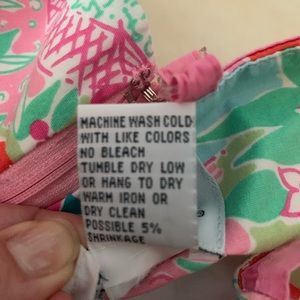 MACHINE WASH COLD
WITH LIKE COLORS
NO BLEACH
TUMBLE DRY LOW
OR HANG TO DRY
WARM IRON OR
DRY CLEAN
POSSIBLE 5%
SHRINKAGE